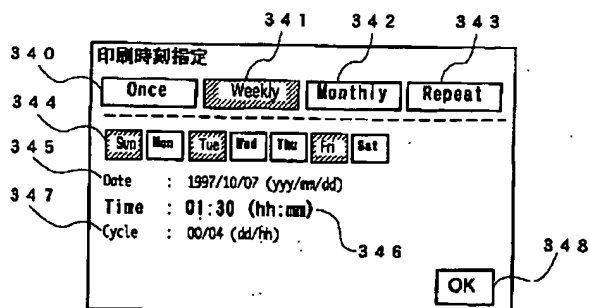 341 342 343
340
印刷時刻指定
Once Weekly Monthly Repeat
344
Sun Mon Tue Wed Thu Fri Sat
345
Date : 1997/10/07 (yyy/mm/dd)
347
Time : 01:30 (hh:mm)
Cycle : 00/04 (dd/hh)
346
348
OK